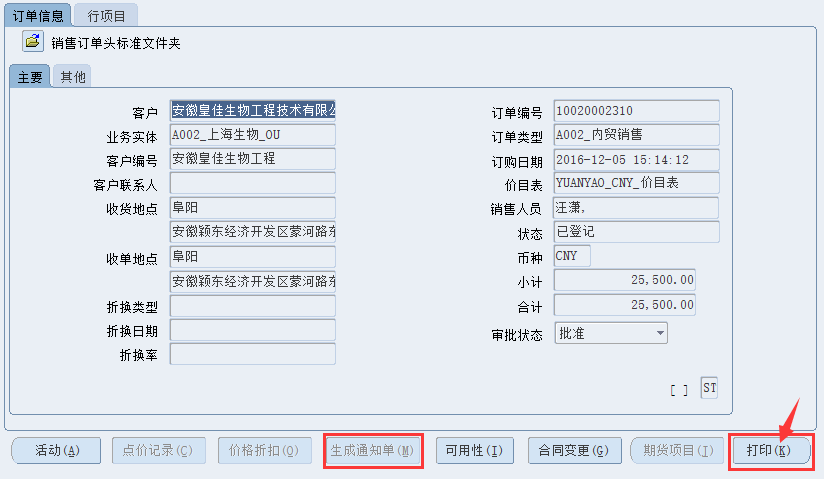 订单信息 行项目
销售订单头标准文件夹
主要 其他
客户 安徽皇佳生物工程技术有限公 订单编号 10020002310
业务实体 A002_上海生物_OU 订单类型 A002_内贸销售
客户编号 安徽皇佳生物工程 订购日期 2016-12-05 15:14:12
客户联系人 价目表 YUANYAO_CNY_价目表
收货地点 阜阳 销售人员 汪潇,
安徽颖东经济开发区蒙河路东 状态 已登记
收单地点 阜阳 币种 CNY
安徽颖东经济开发区蒙河路东 小计 25,500.00
折换类型 合计 25,500.00
折换日期 审批状态 批准
折换率
[ ] ST
活动(A) 点价记录(C) 价格折扣(Q) 生成通知单(M) 可用性(I) 合同变更(G) 期货项目(I) 打印(K)